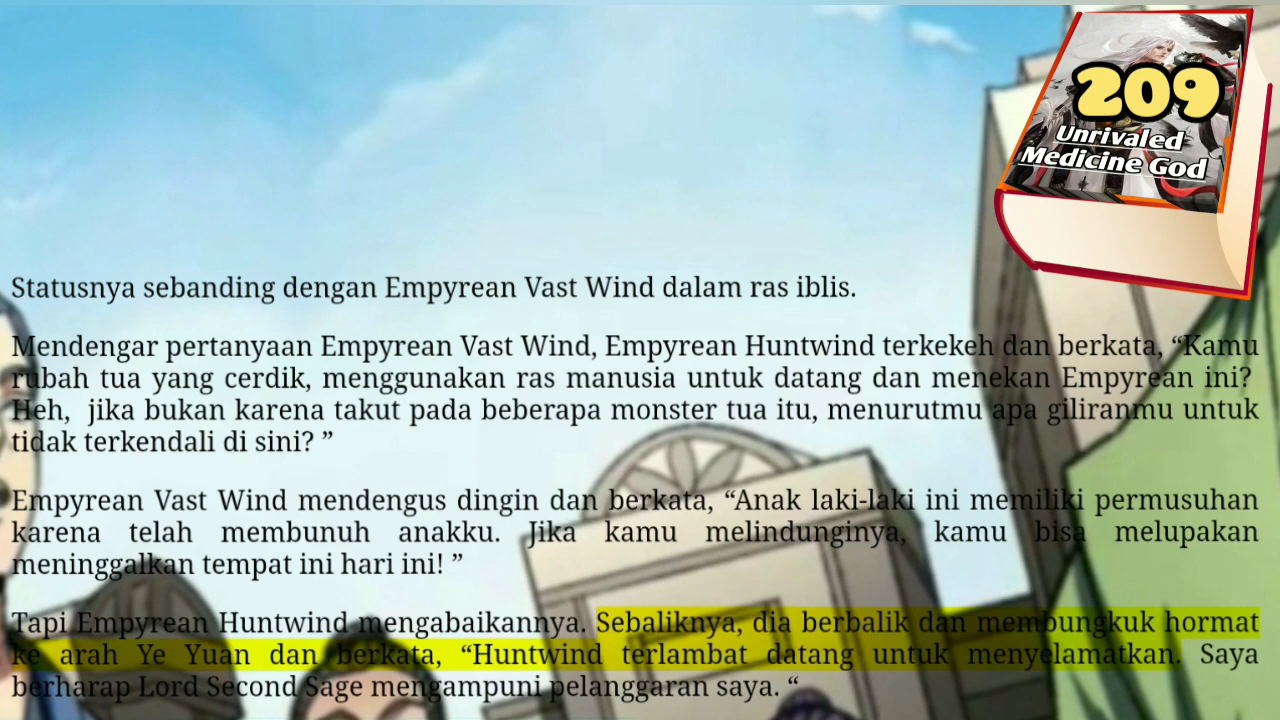 209
Unrivaled
Medicine God
Statusnya sebanding dengan Empyrean Vast Wind dalam ras iblis.
Mendengar pertanyaan Empyrean Vast Wind, Empyrean Huntwind terkekeh dan berkata, “Kamu
rubah tua yang cerdik, menggunakan ras manusia untuk datang dan menekan Empyrean ini?
Heh, jika bukan karena takut pada beberapa monster tua itu, menurutmu apa giliranmu untuk
tidak terkendali di sini? ”
Empyrean Vast Wind mendengus dingin dan berkata, “Anak laki-laki ini memiliki permusuhan
karena telah membunuh anakku. Jika kamu melindunginya, kamu bisa melupakan
meninggalkan tempat ini hari ini! ”
Tapi Empyrean Huntwind mengabaikannya. Sebaliknya, dia berbalik dan membungkuk hormat
ke arah Ye Yuan dan berkata, “Huntwind terlambat datang untuk menyelamatkan. Saya
berharap Lord Second Sage mengampuni pelanggaran saya. “